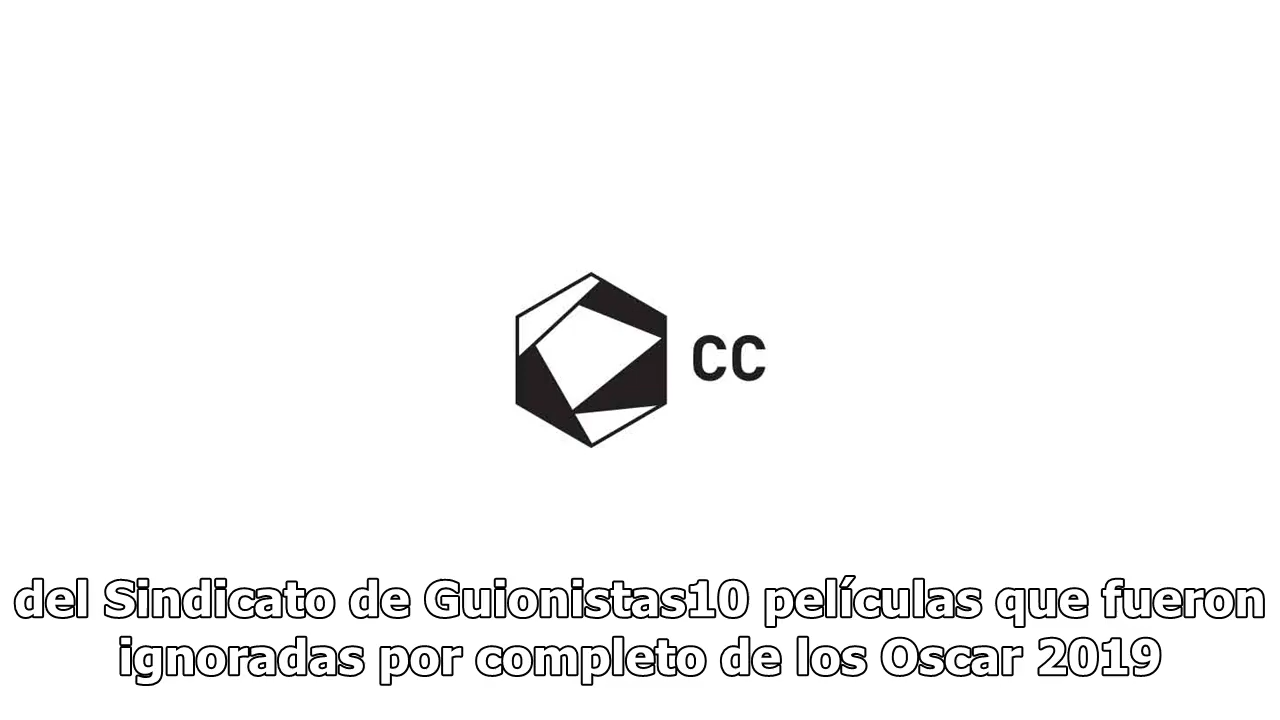 CC
del Sindicato de Guionistas10 películas que fueron
ignoradas por completo de los Oscar 2019